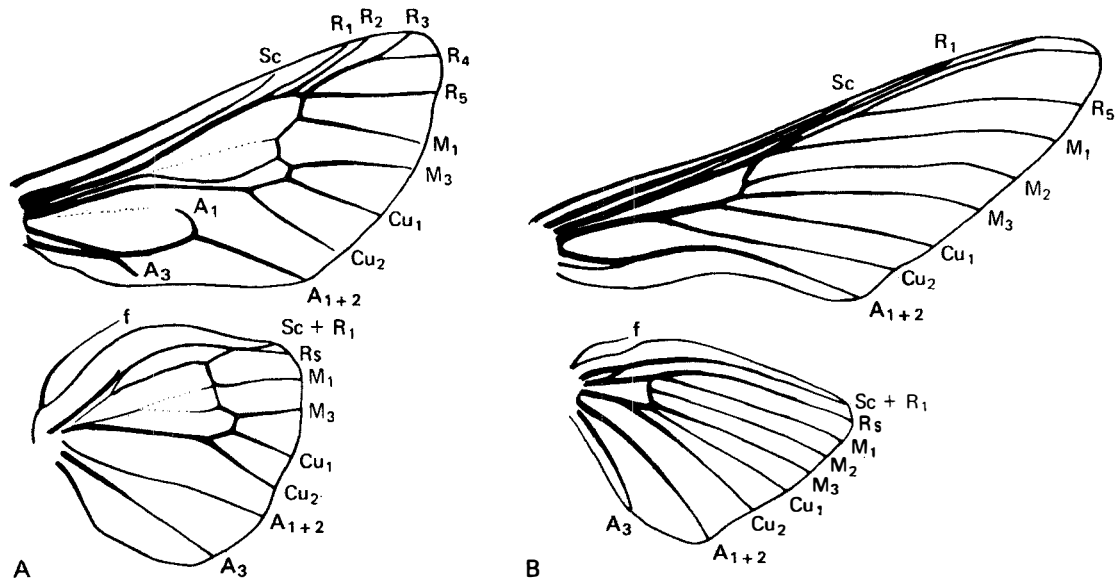 R₁ R₂ R₃
Sc
R₄
R₅
M₁
M₃
Cu₁
Cu₂
A₁
A₃
A₁₊₂
f
Sc + R₁
Rs
M₁
M₃
Cu₁
Cu₂
A₁₊₂
A₃
A
R₁
Sc
R₅
M₁
M₂
M₃
Cu₁
Cu₂
A₁₊₂
f
Sc + R₁
Rs
M₁
M₂
M₃
Cu₁
Cu₂
A₁₊₂
A₃
B